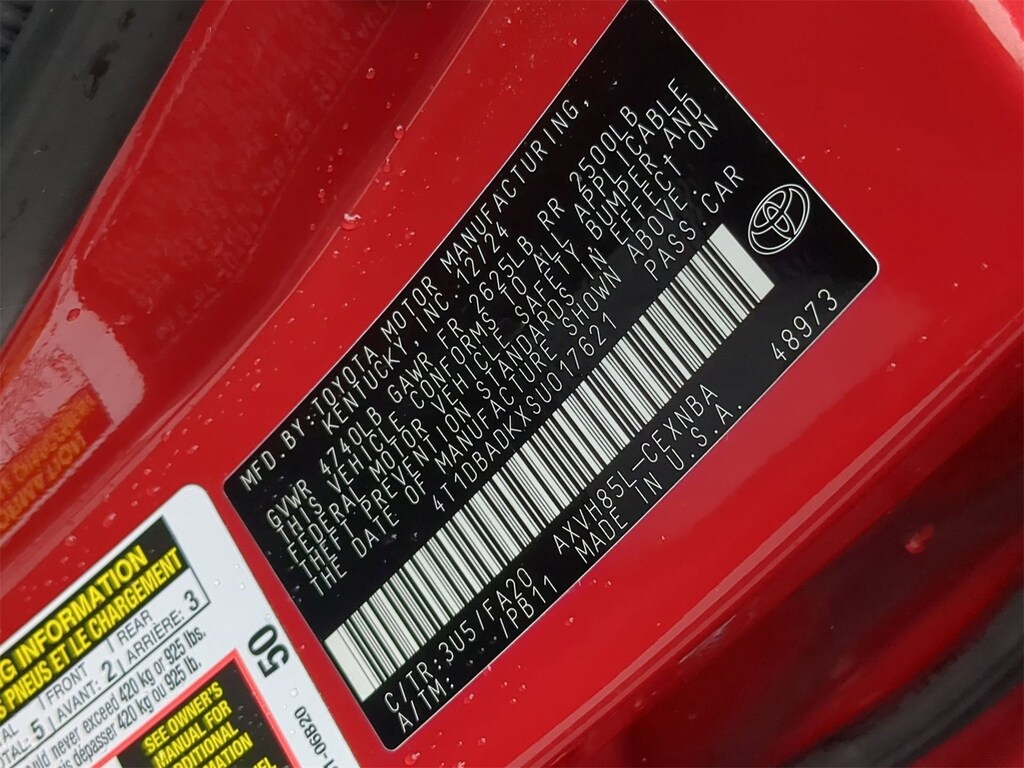 MFD. BY: TOYOTA MOTOR MANUFACTURING,
KENTUCKY, INC. 12/24
GVWR 4740LB GAWR FR 2625LB RR 2500LB
THIS VEHICLE CONFORMS TO ALL APPLICABLE
FEDERAL MOTOR VEHICLE SAFETY, BUMPER, AND
THEFT PREVENTION STANDARDS IN EFFECT ON
THE DATE OF MANUFACTURE SHOWN ABOVE.
4T1DBADKXSU017621 PASS.CAR
C/TR: 3U5 /FA20 AXVH85L-CEXNBA
A/TM: /PB11 MADE IN U.S.A. 48973
INFORMATION
PNEUS ET LE CHARGEMENT
FRONT REAR
5 AVANT: 2 ARRIÈRE: 3
never exceed 420 kg or 925 lbs.
dépasser 420 kg ou 925 lb.
SEE OWNER'S
MANUAL FOR
50
06B20